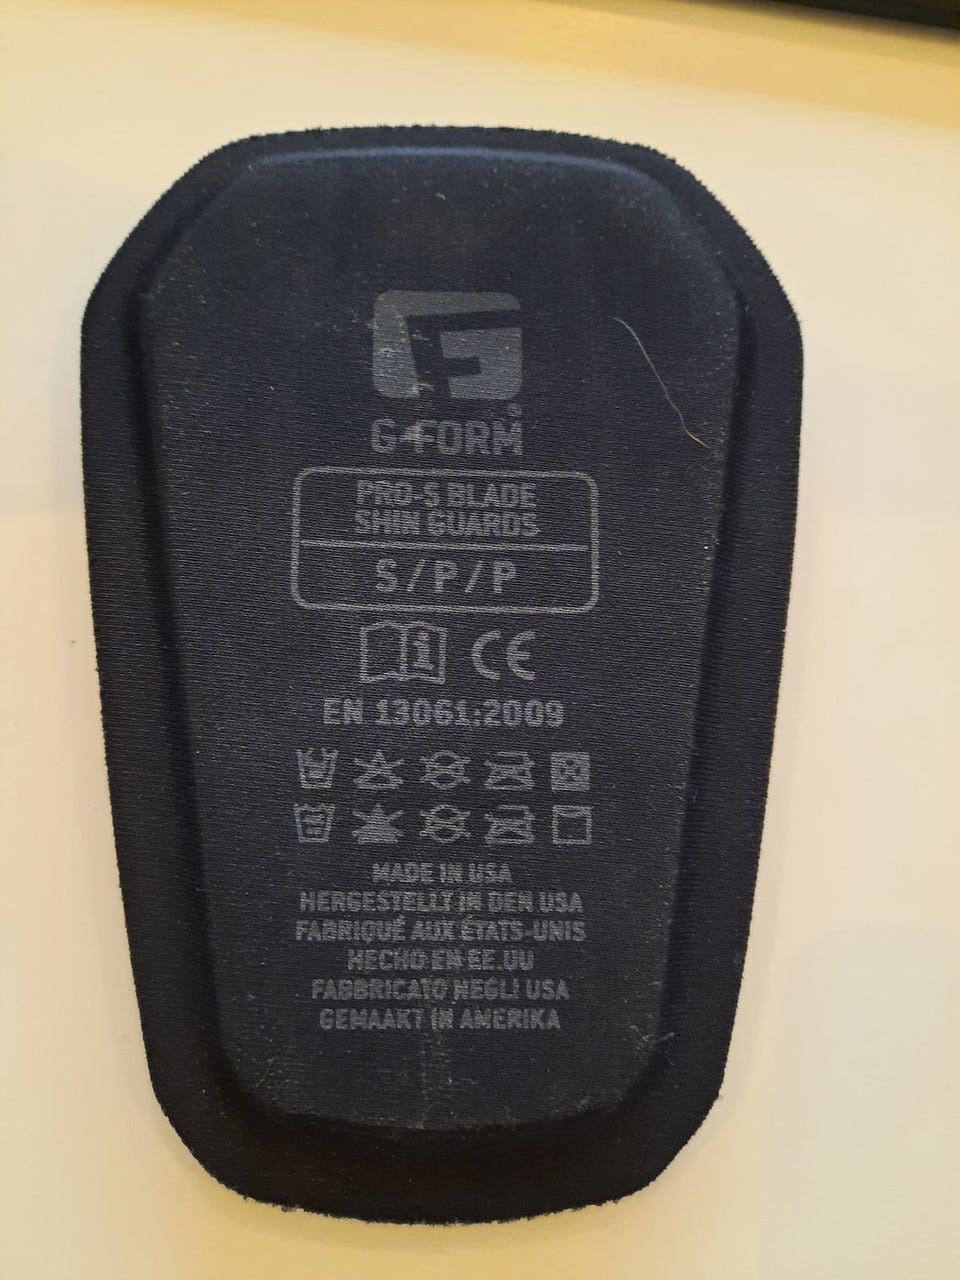 G-FORM
PRO-S BLADE
SHIN GUARDS
S/P/P
i CE
EN 13061:2009
MADE IN USA
HERGESTELLT IN DEN USA
FABRIQUÉ AUX ÉTATS-UNIS
HECHO EN EE.UU
FABBRICATO NEGLI USA
GEMAAKT IN AMERIKA